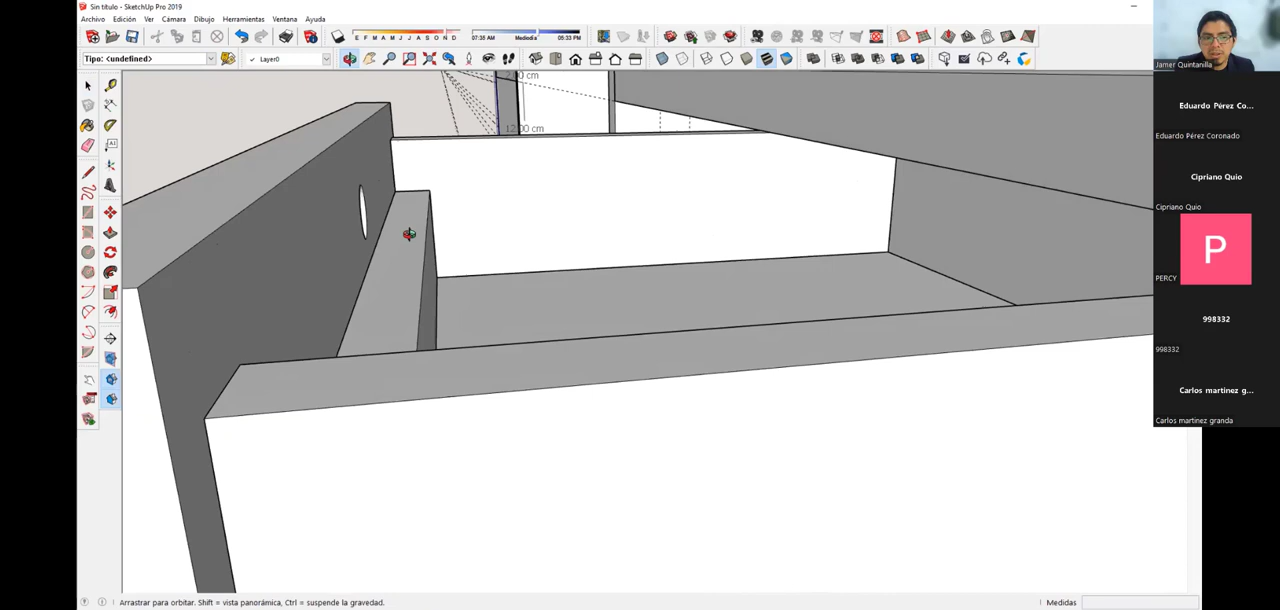 Sin título - SketchUp Pro 2019
Archivo Edición Ver Cámara Dibujo Herramientas Ventana Ayuda
E F M A M J J A S O N D
07:35 AM Mediodía 05:33 PM
Tipo: <undefined>
Layer0
12.00 cm
Arrastrar para orbitar. Shift = vista panorámica, Ctrl = suspende la gravedad.
Medidas
Jamer Quintanilla
Eduardo Pérez Co...
Eduardo Pérez Coronado
Cipriano Quio
Cipriano Quio
P
PERCY
998332
998332
Carlos martinez g...
Carlos martinez granda